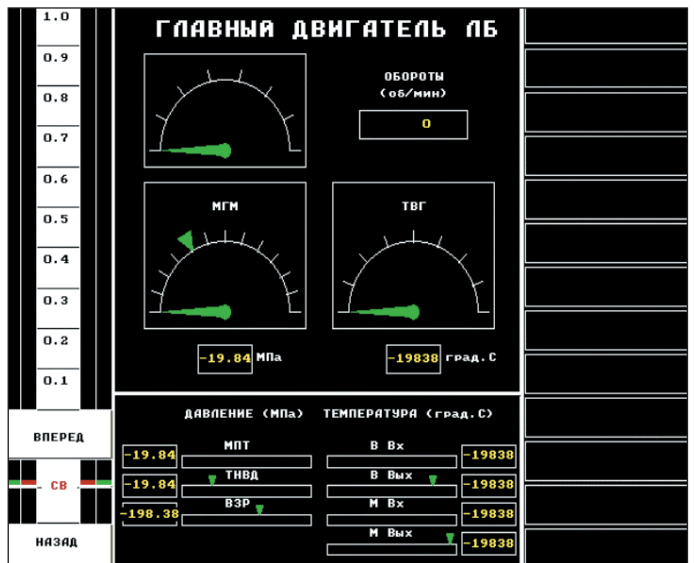 1.0
0.9
0.8
0.7
0.6
0.5
0.4
0.3
0.2
0.1
ВПЕРЕД
СВ
НАЗАД
ГЛАВНЫЙ ДВИГАТЕЛЬ ЛБ
ОБОРОТЫ
(об/мин)
0
МГМ
ТВГ
-19.84 МПа
-19838 град.С
ДАВЛЕНИЕ (МПа) ТЕМПЕРАТУРА (град.С)
МПТ
-19.84
ТНВД
-19.84
ВЗР
-198.38
В Вх
-19838
В Вых
-19838
М Вх
-19838
М Вых
-19838